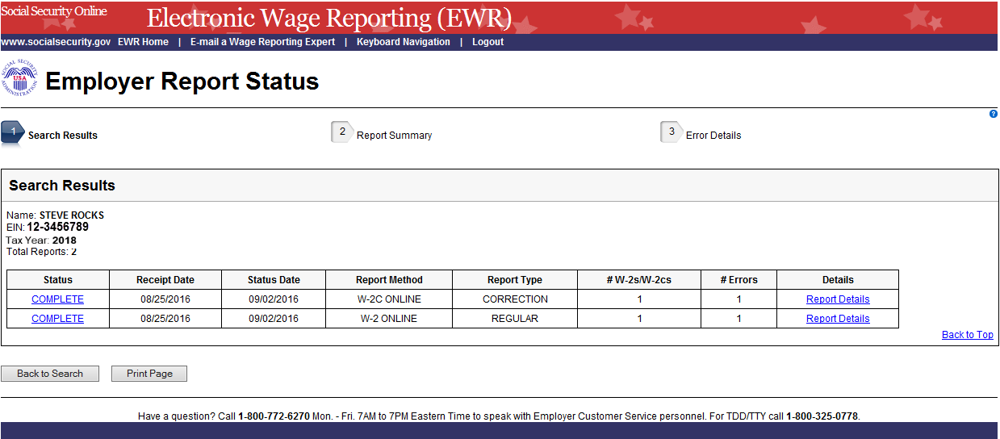 Social Security Online
Electronic Wage Reporting (EWR)
www.socialsecurity.gov EWR Home | E-mail a Wage Reporting Expert | Keyboard Navigation | Logout
SOCIAL SECURITY ADMINISTRATION
USA
Employer Report Status
?
1 Search Results 2 Report Summary 3 Error Details
Search Results
Name: STEVE ROCKS
EIN: 12-3456789
Tax Year: 2018
Total Reports: 2
Status Receipt Date Status Date Report Method Report Type # W-2s/W-2cs # Errors Details
COMPLETE 08/25/2016 09/02/2016 W-2C ONLINE CORRECTION 1 1 Report Details
COMPLETE 08/25/2016 09/02/2016 W-2 ONLINE REGULAR 1 1 Report Details
Back to Top
Back to Search Print Page
Have a question? Call 1-800-772-6270 Mon. - Fri. 7AM to 7PM Eastern Time to speak with Employer Customer Service personnel. For TDD/TTY call 1-800-325-0778.